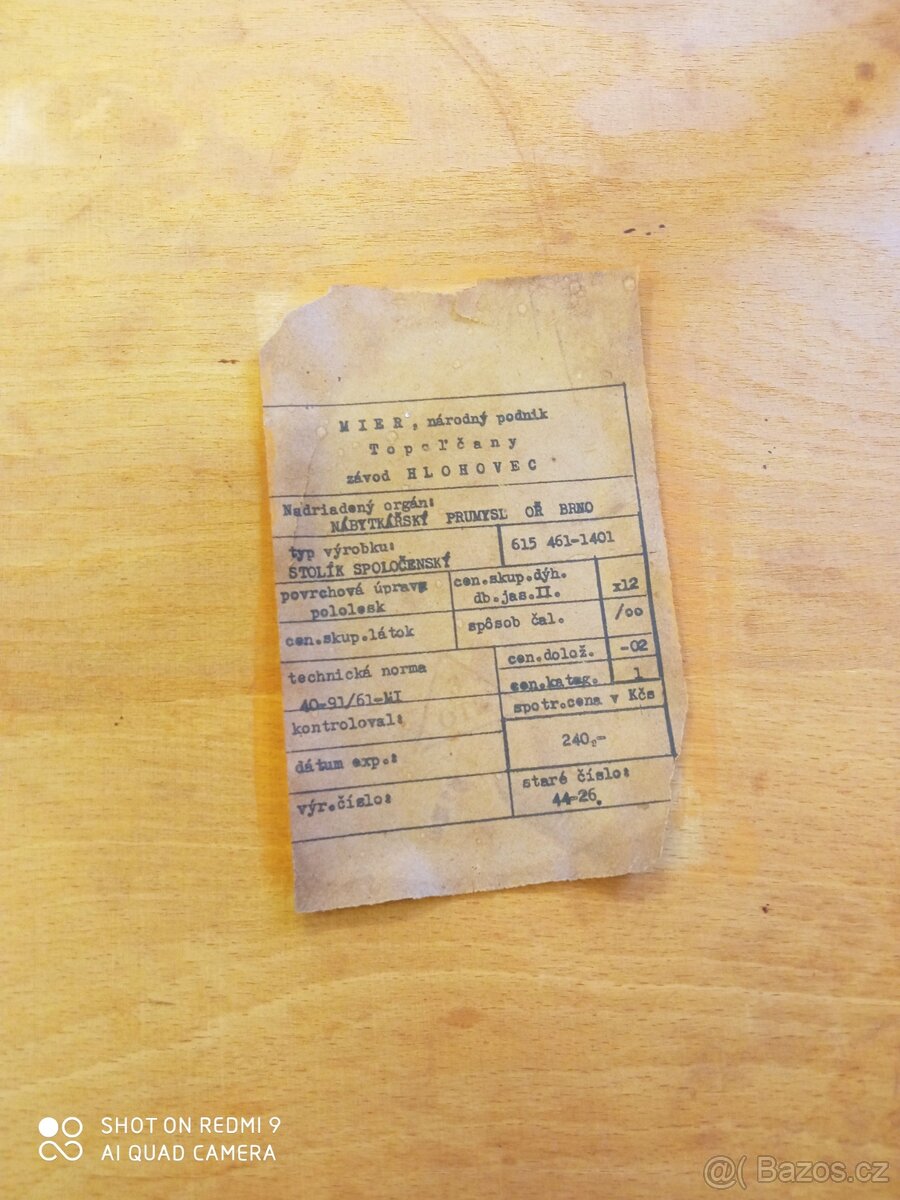 M I E R , národný podnik
T o p o ľ č a n y
závod H L O H O V E C
Nadriadený orgán:
NÁBYTKÁŘSKÝ PRUMYSL OŘ BRNO
typ výrobku:
STOLÍK SPOLOČENSKÝ
615 461-1401
povrchová úprava
pololesk
cen.skup.dýh.
db.jas.II.
x12
cen.skup.látok
spôsob čal.
/oo
technická norma
40-91/61-MI
cen.dolož.
-02
cen.kateg.
1
kontroloval:
spotr.cena v Kčs
240,-
dátum exp.:
výr.číslo:
staré číslo:
44-26.
SHOT ON REDMI 9
AI QUAD CAMERA
@( Bazos.cz